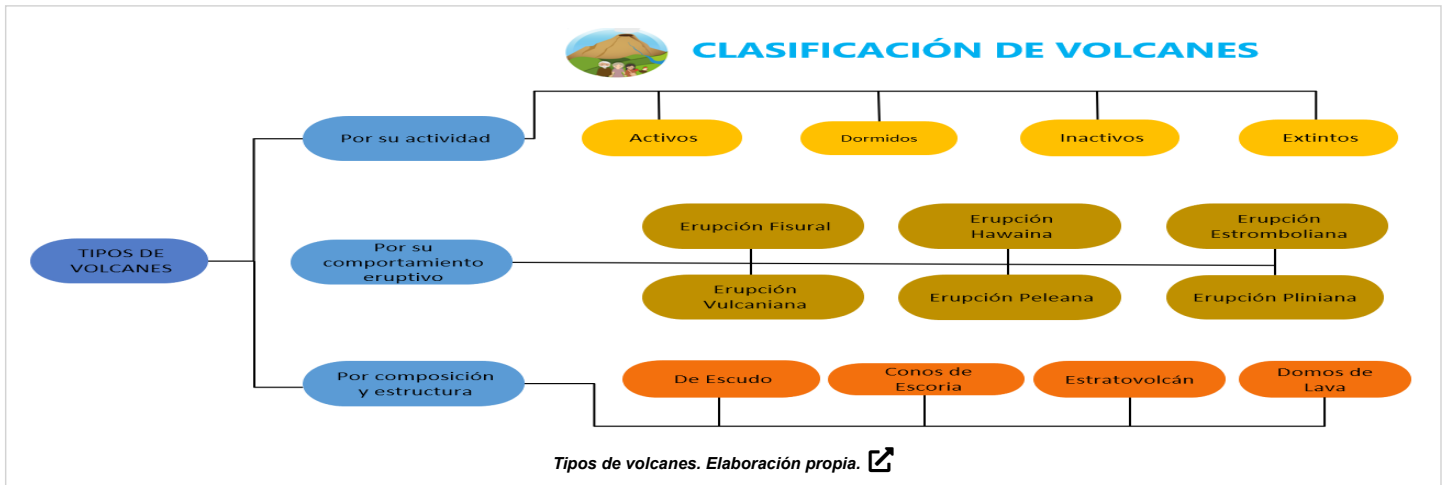 CLASIFICACIÓN DE VOLCANES
Por su actividad
Activos
Dormidos
Inactivos
Extintos
TIPOS DE
VOLCANES
Por su
comportamiento
eruptivo
Erupción Fisural
Erupción
Hawaina
Erupción
Estromboliana
Erupción
Vulcaniana
Erupción Peleana
Erupción Pliniana
Por composición
y estructura
De Escudo
Conos de
Escoria
Estratovolcán
Domos de
Lava
Tipos de volcanes. Elaboración propia.